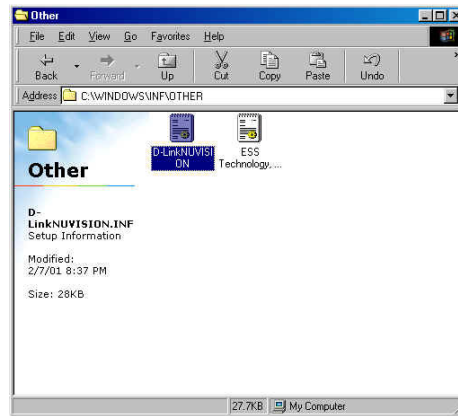 Other
File Edit View Go Favorites Help
Back Forward Up Cut Copy Paste Undo
Address C:\WINDOWS\INF\OTHER
D-LinkNUVISI
ON
ESS
Technology, ...
Other
D-
LinkNUVISION.INF
Setup Information
Modified:
2/7/01 8:37 PM
Size: 28KB
27.7KB My Computer